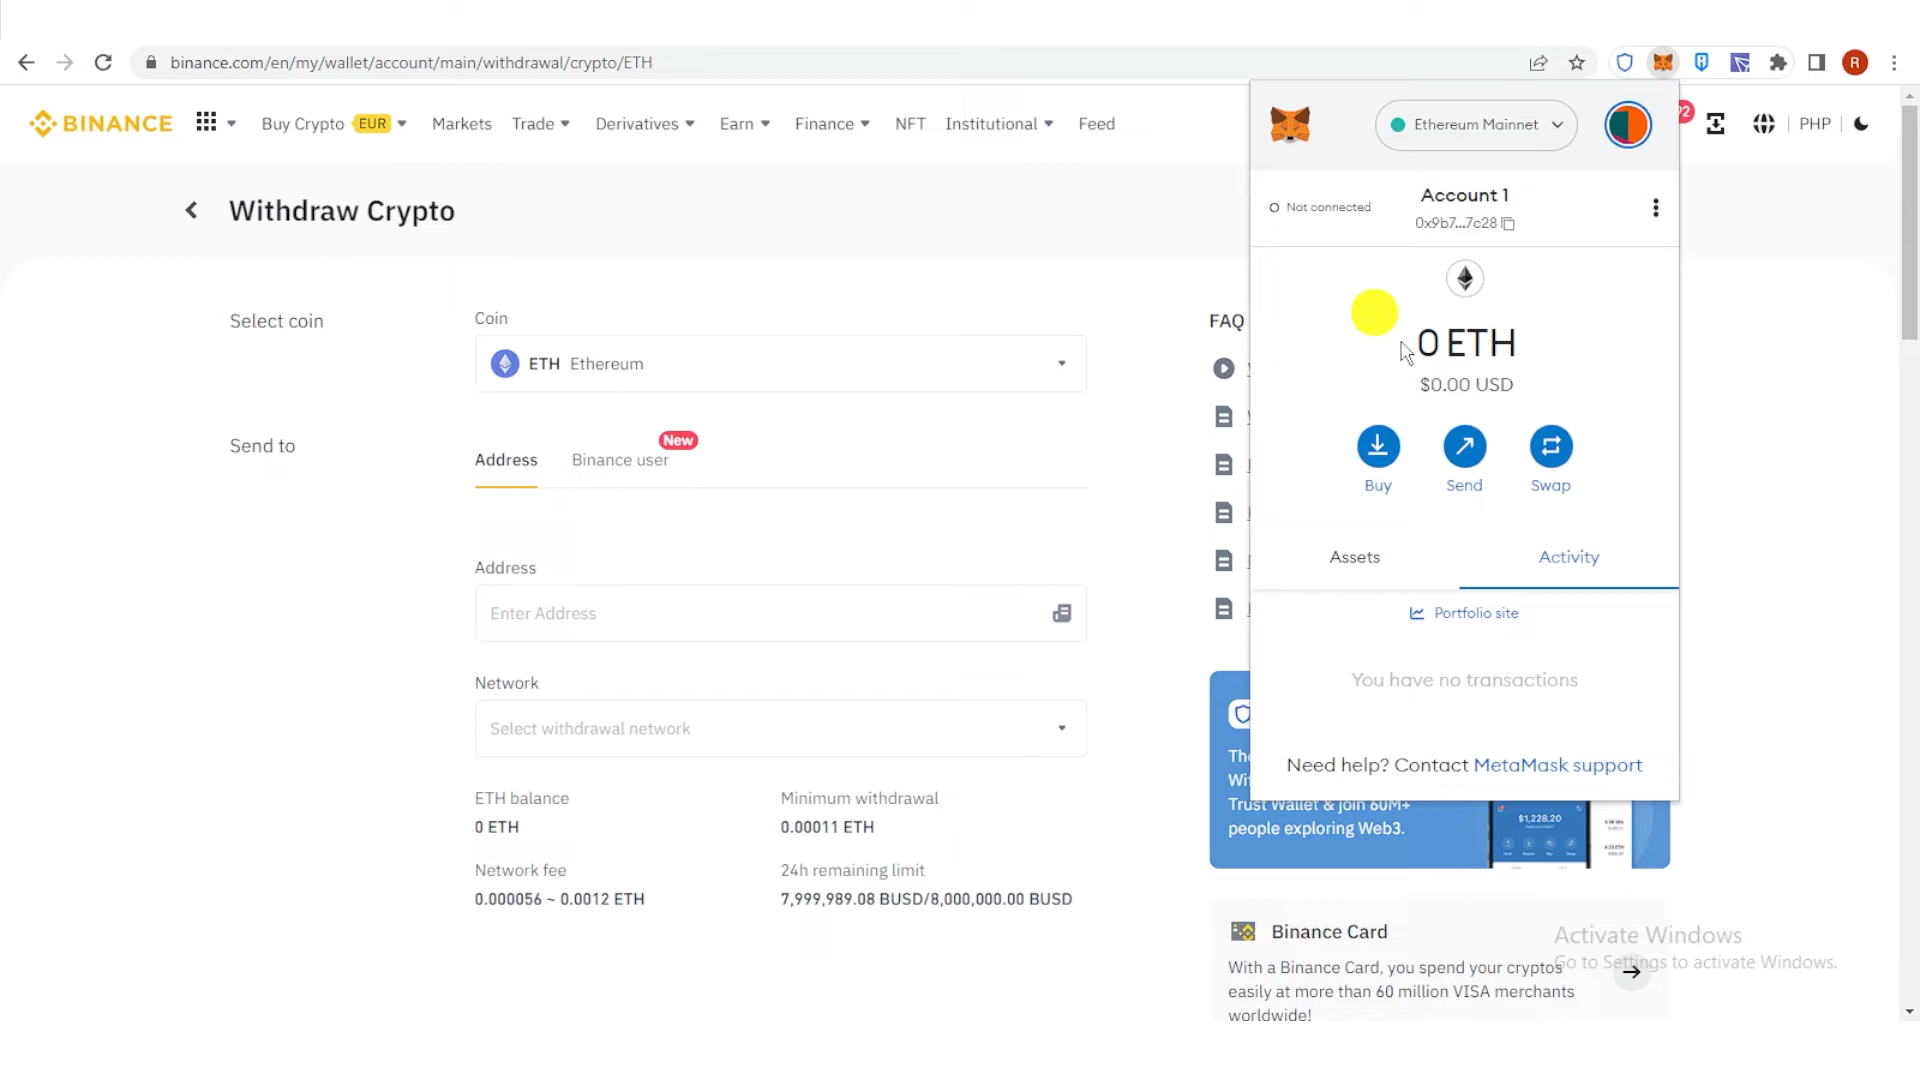 binance.com/en/my/wallet/account/main/withdrawal/crypto/ETH
R
BINANCE
Buy Crypto EUR
Markets
Trade
Derivatives
Earn
Finance
NFT
Institutional
Feed
PHP
Withdraw Crypto
Select coin
Coin
ETH Ethereum
Send to
Address
Binance user
New
Address
Enter Address
Network
Select withdrawal network
ETH balance
0 ETH
Minimum withdrawal
0.00011 ETH
Network fee
0.000056 ~ 0.0012 ETH
24h remaining limit
7,999,989.08 BUSD/8,000,000.00 BUSD
FAQ
Ethereum Mainnet
Not connected
Account 1
0x9b7...7c28
0 ETH
$0.00 USD
Buy
Send
Swap
Assets
Activity
Portfolio site
You have no transactions
Need help? Contact MetaMask support
Trust Wallet & join 60M+
people exploring Web3.
$1,228.20
Binance Card
With a Binance Card, you spend your cryptos
easily at more than 60 million VISA merchants
worldwide!
Activate Windows
Go to Settings to activate Windows.